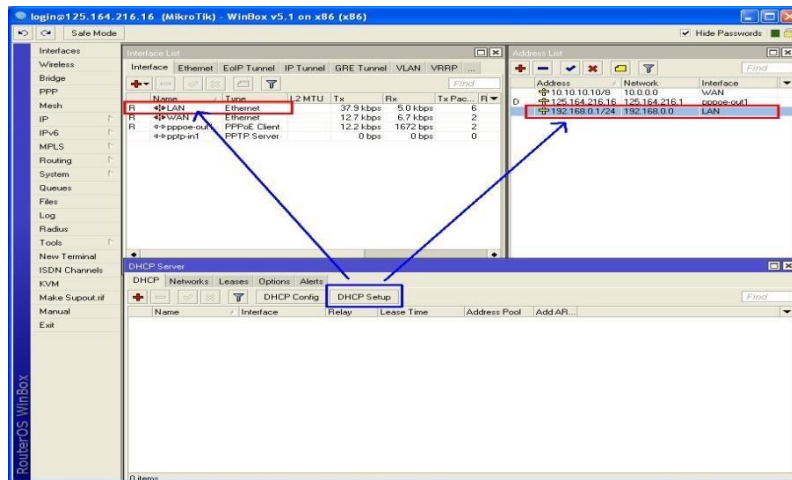 login@125.164.216.16 (MikroTik) - WinBox v5.1 on x86 (x86)
Safe Mode
Hide Passwords
Interfaces
Wireless
Bridge
PPP
Mesh
IP
IPv6
MPLS
Routing
System
Queues
Files
Log
Radius
Tools
New Terminal
ISDN Channels
KVM
Make Supout.rif
Manual
Exit
RouterOS WinBox
Interface List
Interface Ethernet EoIP Tunnel IP Tunnel GRE Tunnel VLAN VRRP ...
Find
Name Type L2 MTU Tx Rx Tx Pac...
R LAN Ethernet 37.9 kbps 5.0 kbps 6
R WAN Ethernet 12.7 kbps 6.7 kbps 2
R pppoe-out1 PPPoE Client 12.2 kbps 1672 bps 2
pptp-in1 PPTP Server 0 bps 0 bps 0
Address List
Find
Address Network Interface
10.10.10.10/8 10.0.0.0 WAN
D 125.164.216.16 125.164.216.1 pppoe-out1
192.168.0.1/24 192.168.0.0 LAN
DHCP Server
DHCP Networks Leases Options Alerts
DHCP Config DHCP Setup Find
Name Interface Relay Lease Time Address Pool Add AR...
0 items